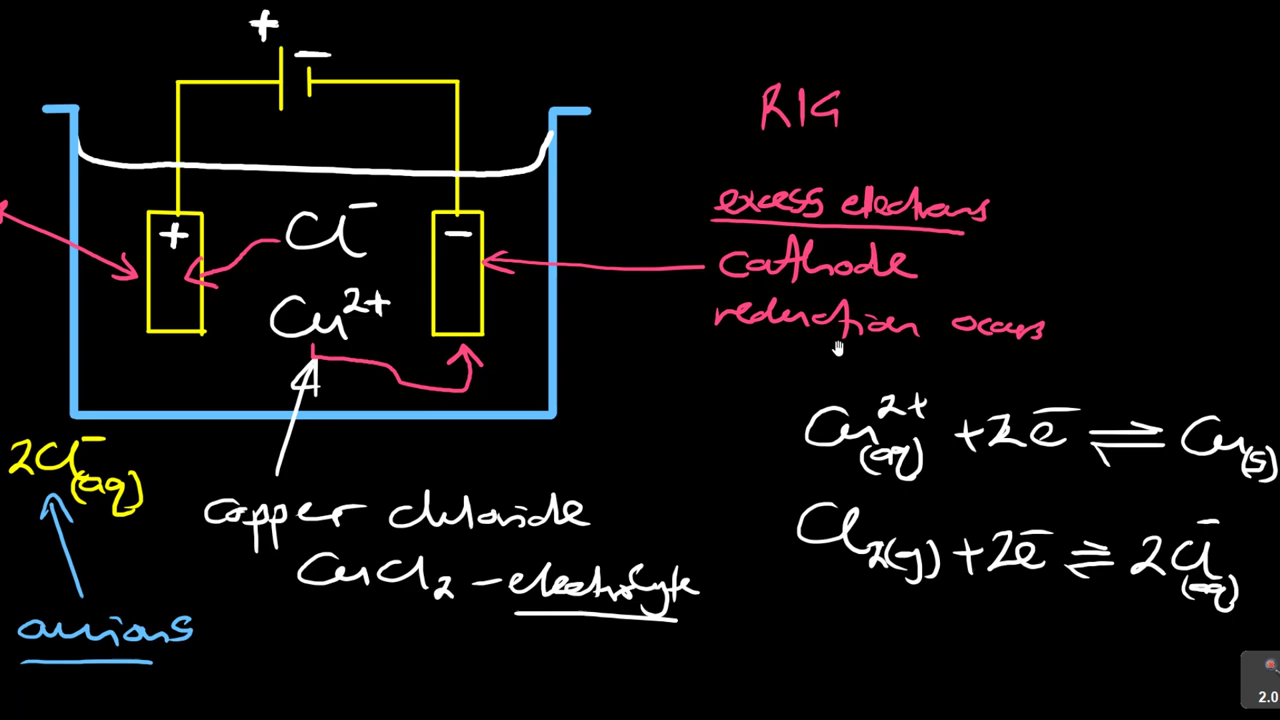 +
−
RIG
excess electrons
cathode
reduction occurs
+
Cl⁻
−
Cu²⁺
Cu²⁺(aq) + 2e⁻ ⇌ Cu(s)
2Cl⁻(aq)
copper chloride
CuCl₂ – electrolyte
Cl₂(g) + 2e⁻ ⇌ 2Cl⁻(aq)
anions
2.0